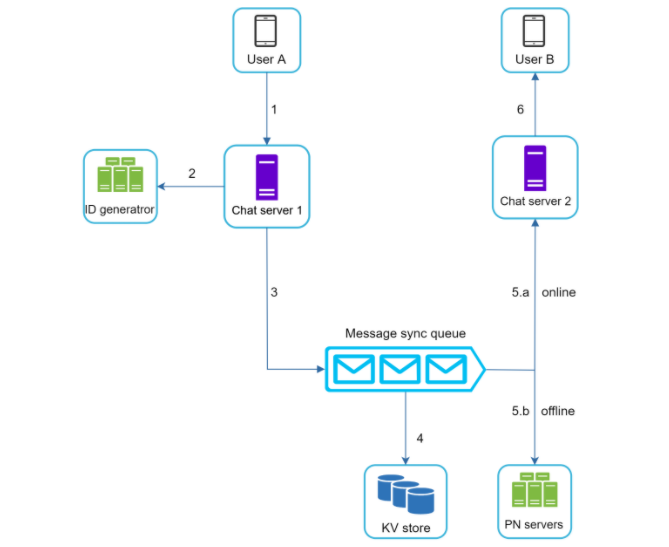 User A
User B
1
6
2
ID generatror
Chat server 1
Chat server 2
3
5.a online
Message sync queue
5.b offline
4
KV store
PN servers